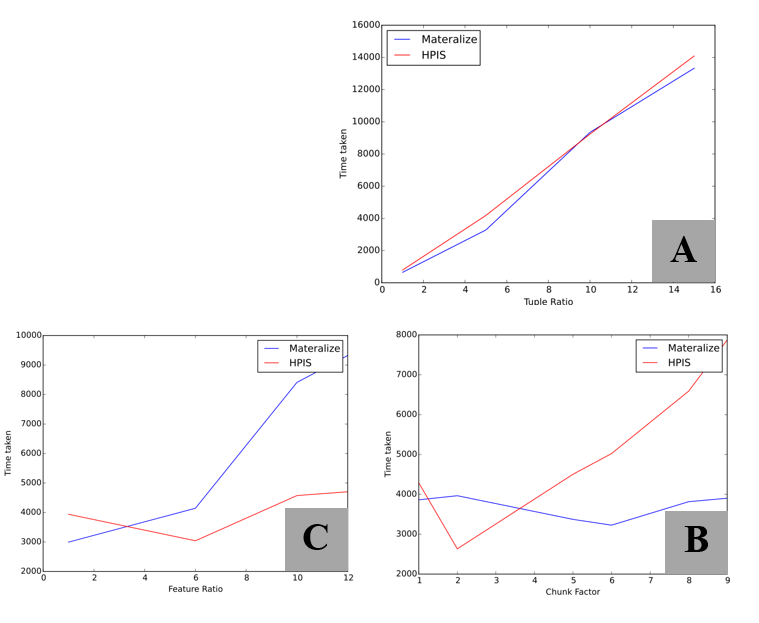 16000
14000
12000
10000
8000
6000
4000
2000
0
Time taken
Materalize
HPIS
A
0 2 4 6 8 10 12 14 16
Tuple Ratio
10000
9000
8000
7000
6000
5000
4000
3000
2000
Time taken
Materalize
HPIS
C
0 2 4 6 8 10 12
Feature Ratio
8000
7000
6000
5000
4000
3000
2000
Time taken
Materalize
HPIS
B
1 2 3 4 5 6 7 8 9
Chunk Factor